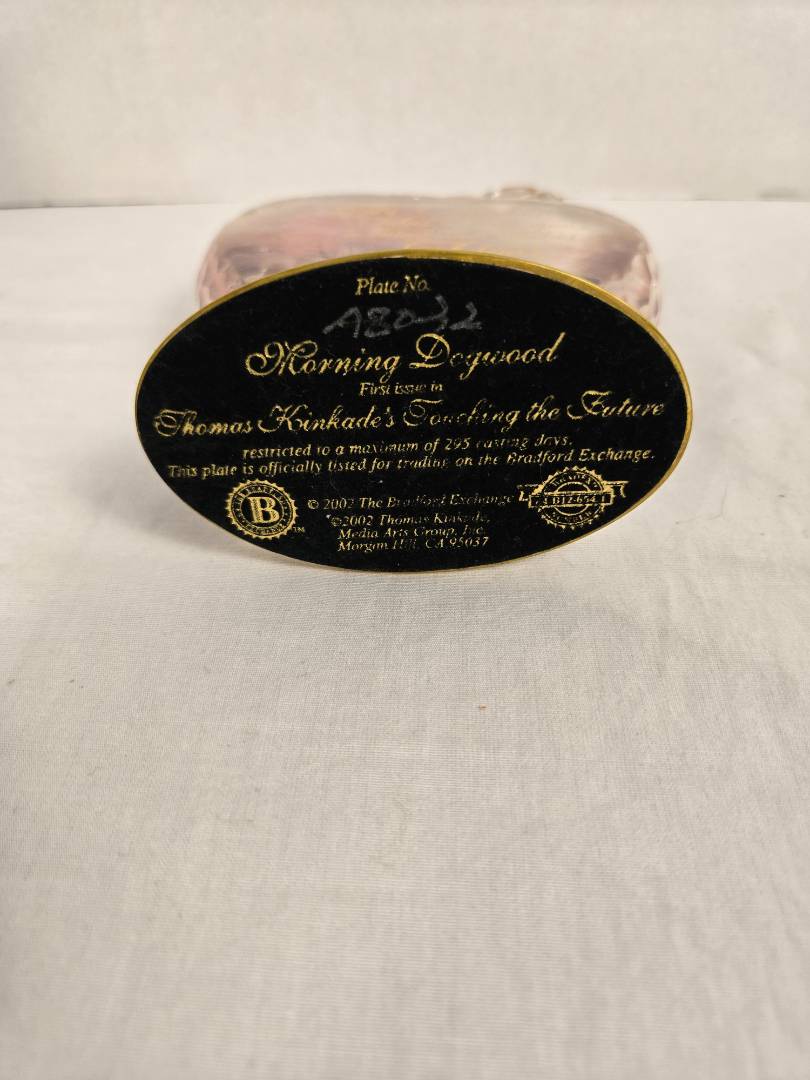 Plate No.
Morning Dogwood
First issue in
Thomas Kinkade's Touching the Future
restricted to a maximum of 295 casting days.
This plate is officially listed for trading on the Bradford Exchange.
B
© 2002 The Bradford Exchange
©2002 Thomas Kinkade,
Media Arts Group, Inc.
Morgan Hill, CA 95037
TM